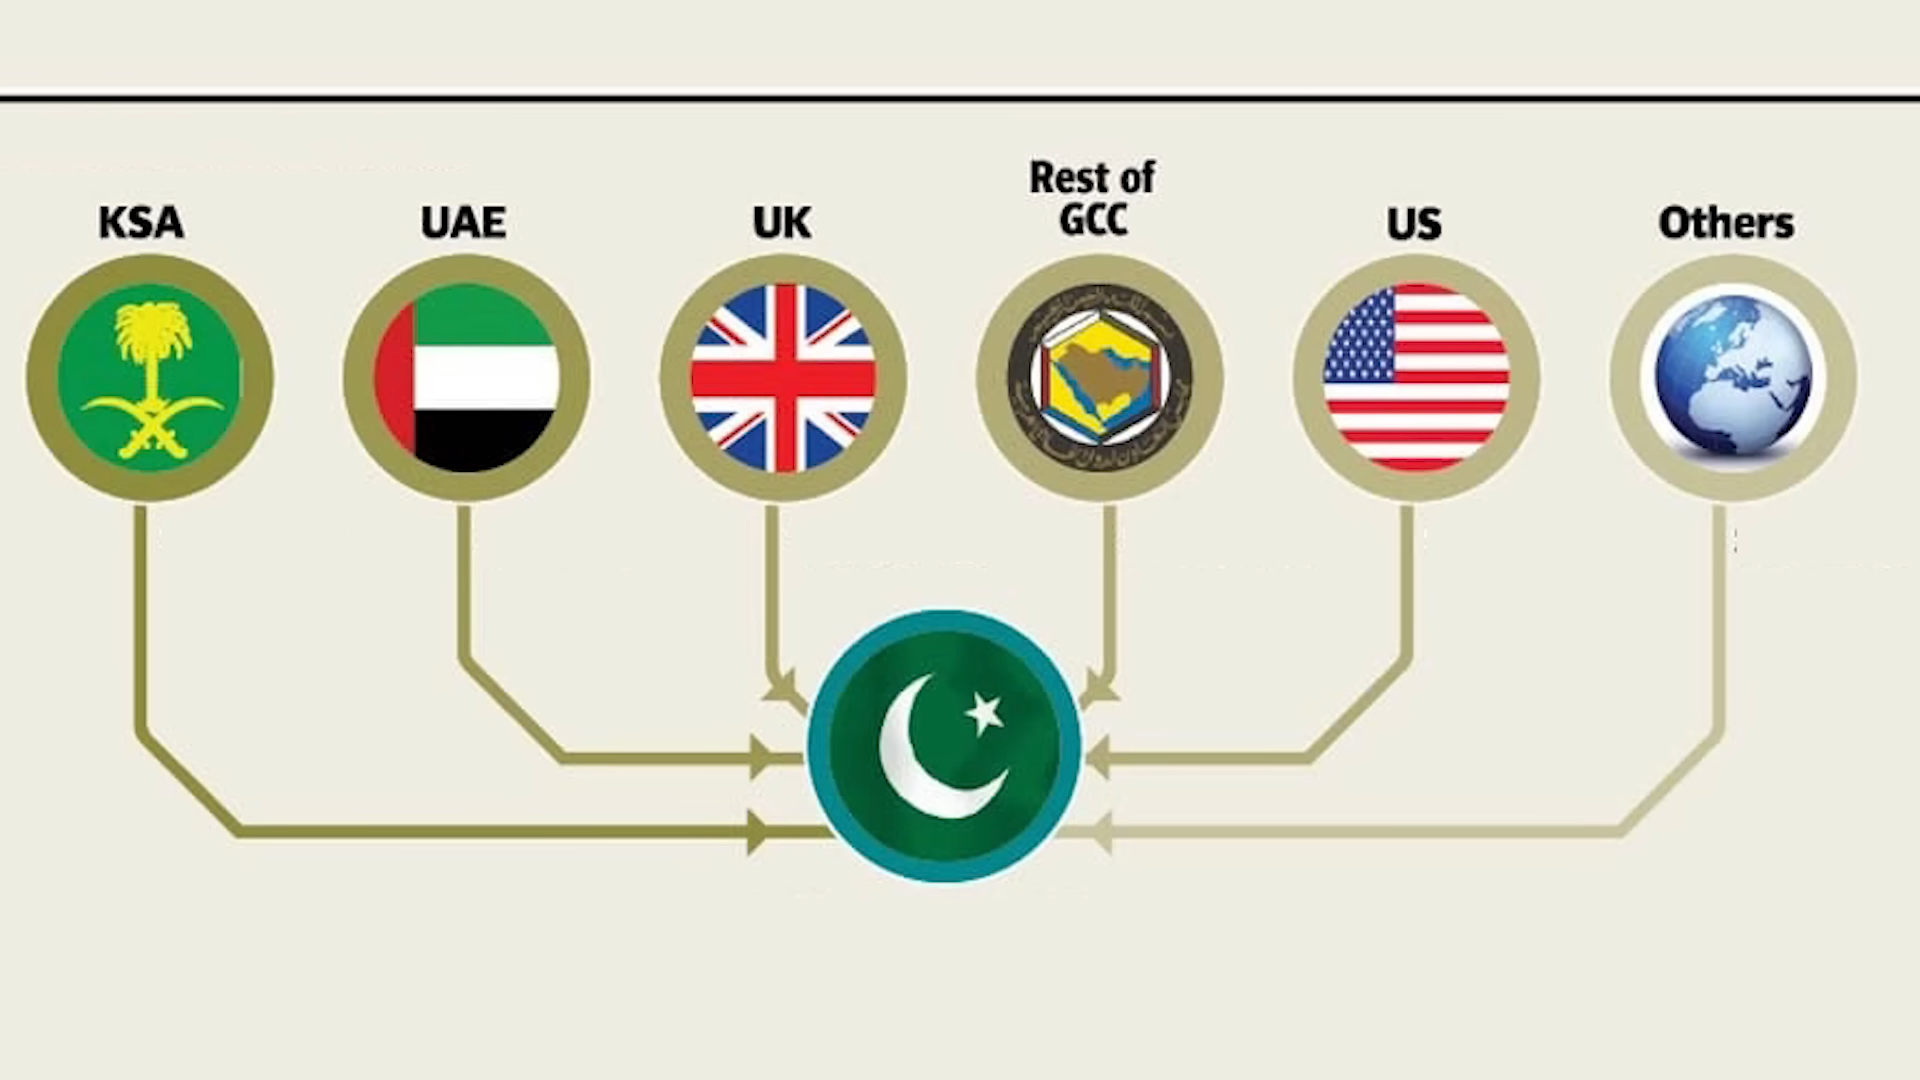 KSA
UAE
UK
Rest of
GCC
US
Others